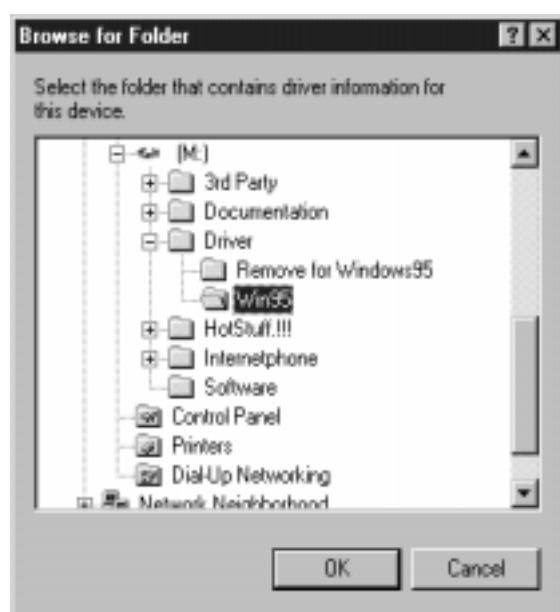 Browse for Folder
Select the folder that contains driver information for
this device.
(M:)
3rd Party
Documentation
Driver
Remove for Windows95
Win95
HotStuff.!!!
Internetphone
Software
Control Panel
Printers
Dial-Up Networking
Network Neighborhood
OK
Cancel